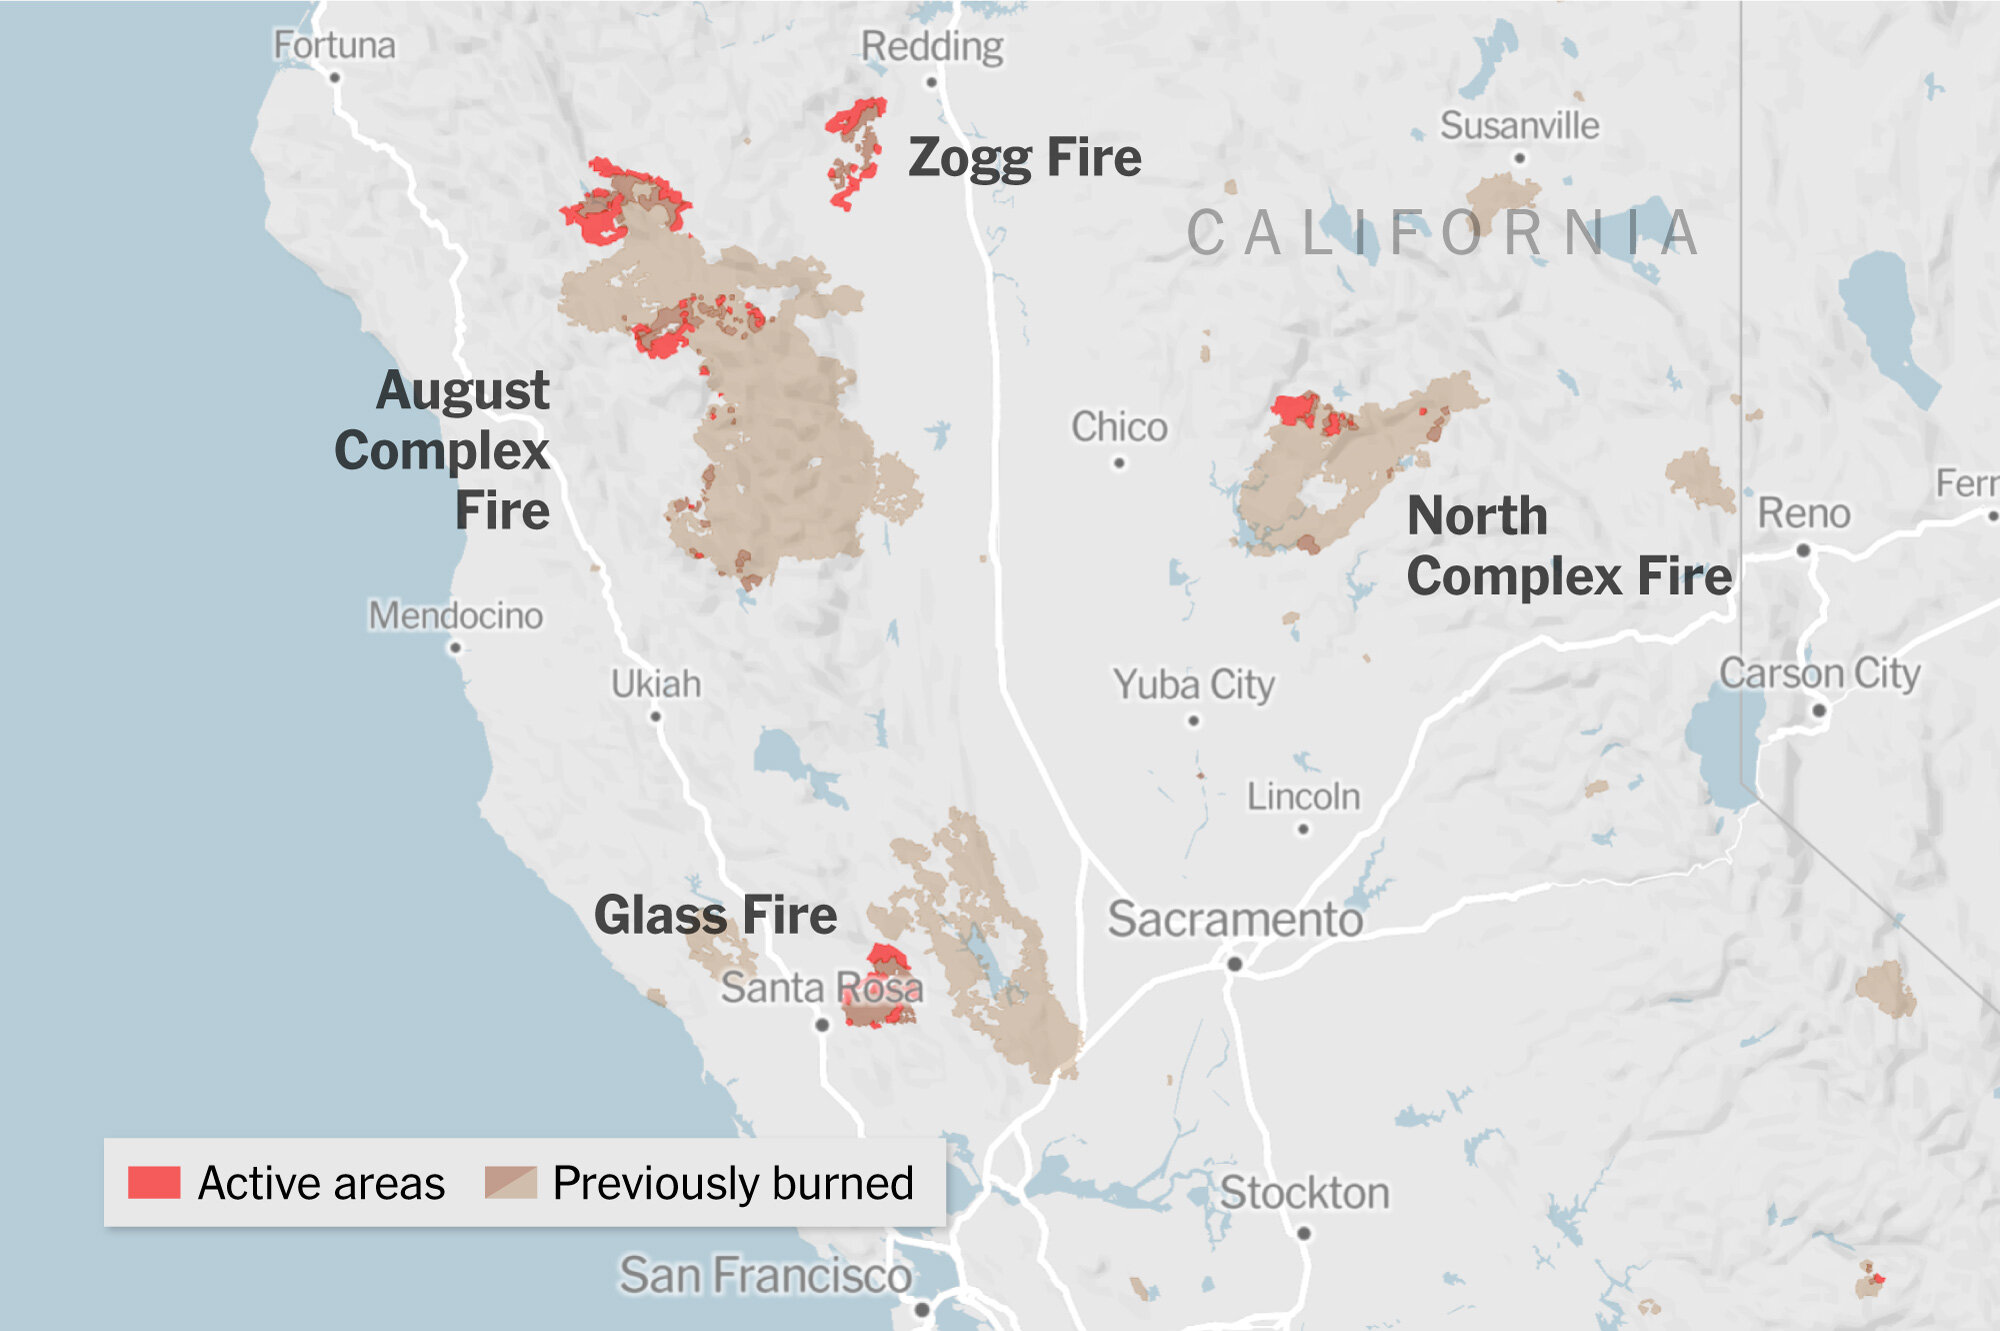 Fortuna
Redding
Zogg Fire
Susanville
CALIFORNIA
August
Complex
Fire
Chico
North
Complex Fire
Reno
Mendocino
Ukiah
Yuba City
Carson City
Lincoln
Glass Fire
Sacramento
Santa Rosa
Active areas
Previously burned
Stockton
San Francisco